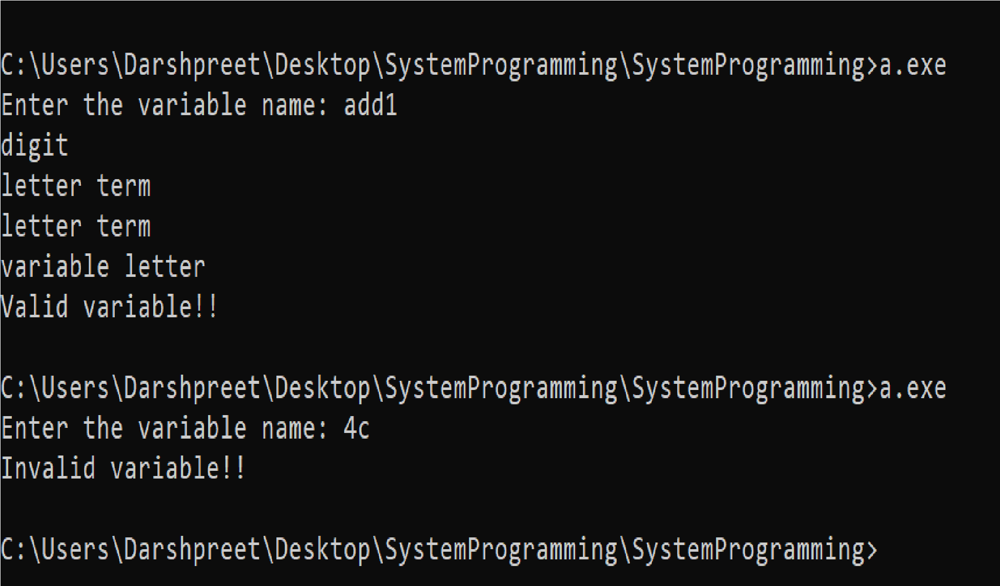 C:\Users\Darshpreet\Desktop\SystemProgramming\SystemProgramming>a.exe
Enter the variable name: add1
digit
letter term
letter term
variable letter
Valid variable!!
C:\Users\Darshpreet\Desktop\SystemProgramming\SystemProgramming>a.exe
Enter the variable name: 4c
Invalid variable!!
C:\Users\Darshpreet\Desktop\SystemProgramming\SystemProgramming>